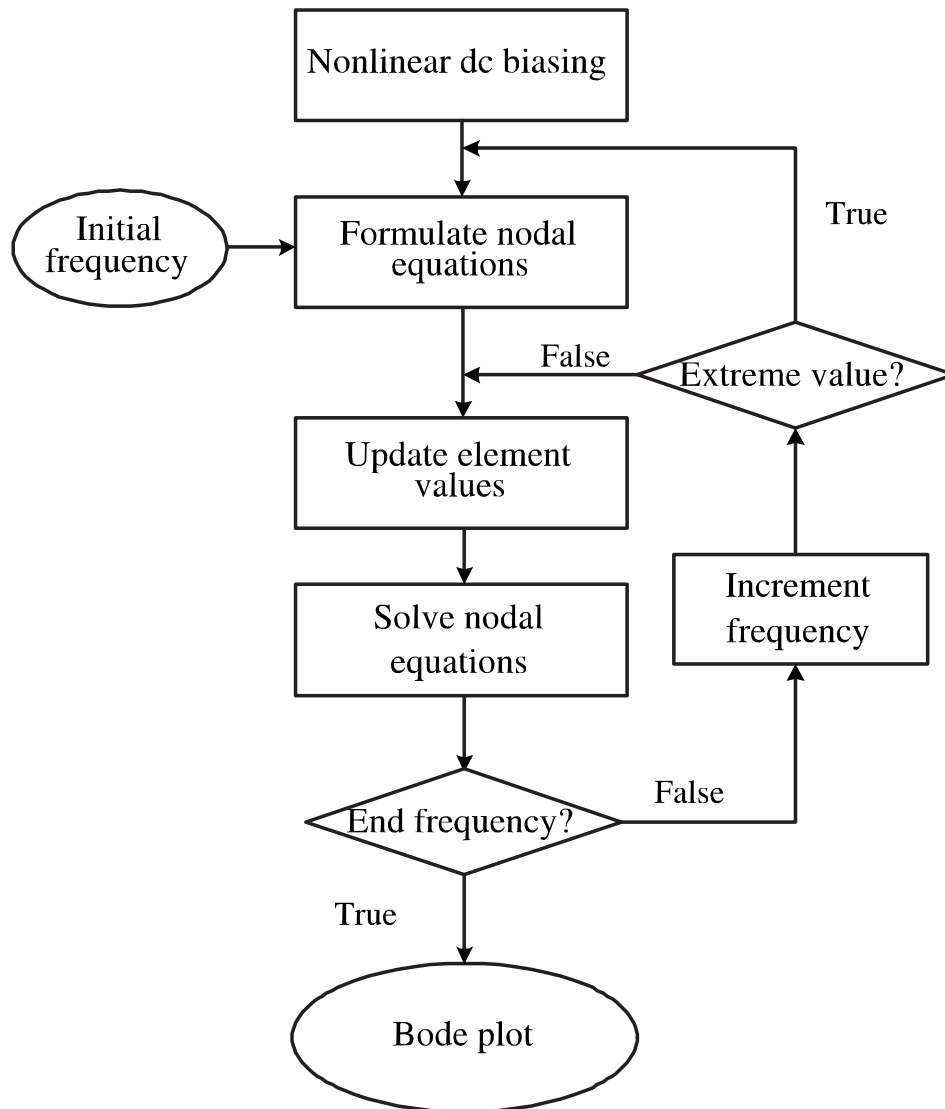 Nonlinear dc biasing
Initial
frequency
Formulate nodal
equations
True
False
Extreme value?
Update element
values
Increment
frequency
Solve nodal
equations
End frequency?
False
True
Bode plot